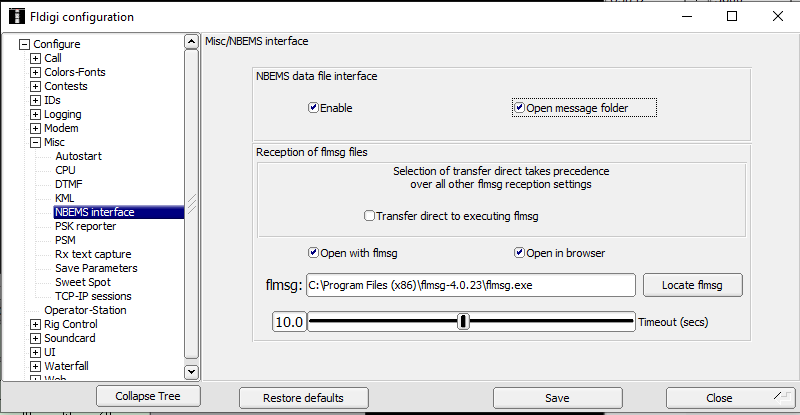 Fldigi configuration
Configure
Call
Colors-Fonts
Contests
IDs
Logging
Modem
Misc
Autostart
CPU
DTMF
KML
NBEMS interface
PSK reporter
PSM
Rx text capture
Save Parameters
Sweet Spot
TCP-IP sessions
Operator-Station
Rig Control
Soundcard
UI
Waterfall
Web
Collapse Tree
Misc/NBEMS interface
NBEMS data file interface
Enable
Open message folder
Reception of flmsg files
Selection of transfer direct takes precedence
over all other flmsg reception settings
Transfer direct to executing flmsg
Open with flmsg
Open in browser
flmsg: C:\Program Files (x86)\flmsg-4.0.23\flmsg.exe
Locate flmsg
10.0
Timeout (secs)
Restore defaults
Save
Close